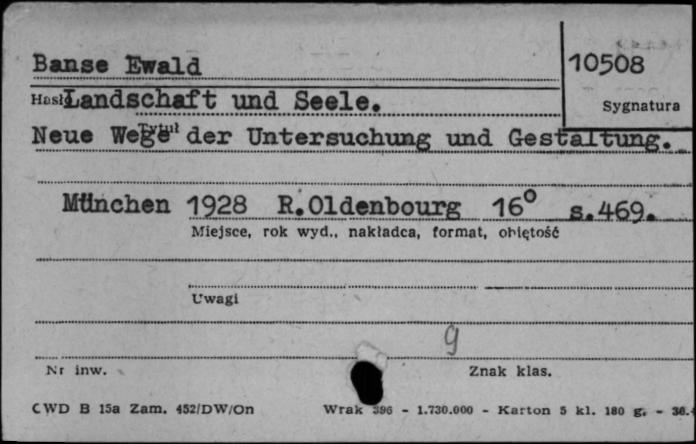 Banse Ewald
10508
Hasło
Landschaft und Seele.
Sygnatura
Tytuł
Neue Wege der Untersuchung und Gestaltung.
München 1928 R.Oldenbourg 16° s.469.
Miejsce, rok wyd., nakładca, format, objętość
Uwagi
g
Nr inw.
Znak klas.
CWD B 15a Zam. 452/DW/On
Wrak 396 - 1.730.000 - Karton 5 kl. 180 g. - 36.